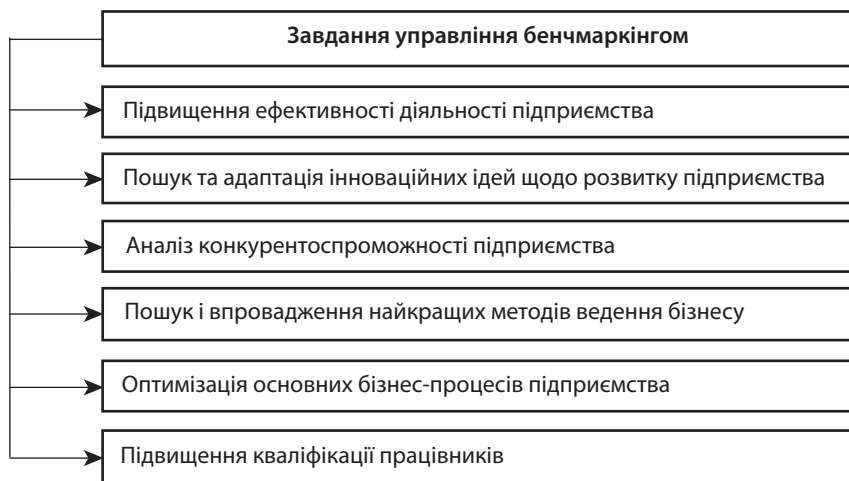 Завдання управління бенчмаркінгом
Підвищення ефективності діяльності підприємства
Пошук та адаптація інноваційних ідей щодо розвитку підприємства
Аналіз конкурентоспроможності підприємства
Пошук і впровадження найкращих методів ведення бізнесу
Оптимізація основних бізнес-процесів підприємства
Підвищення кваліфікації працівників